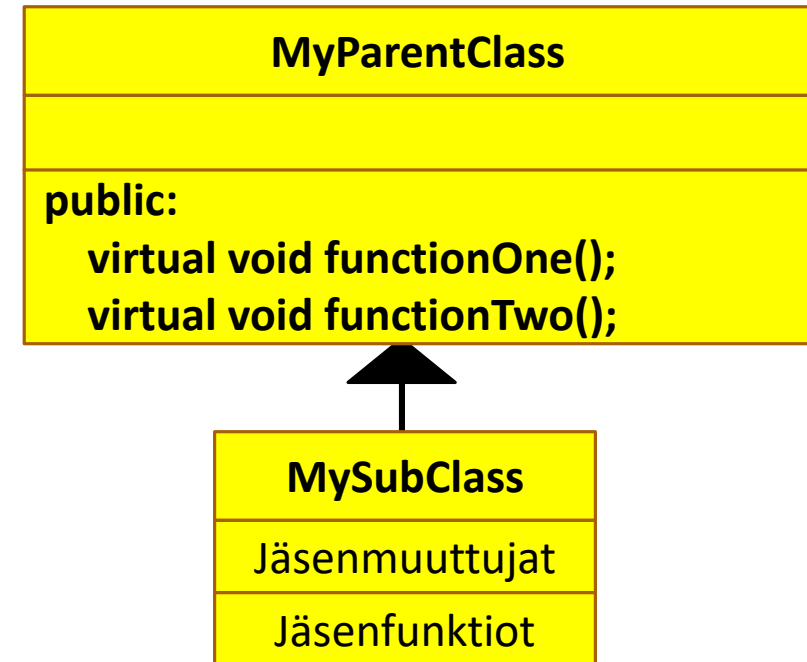 MyParentClass
public:
virtual void functionOne();
virtual void functionTwo();
MySubClass
Jäsenmuuttujat
Jäsenfunktiot